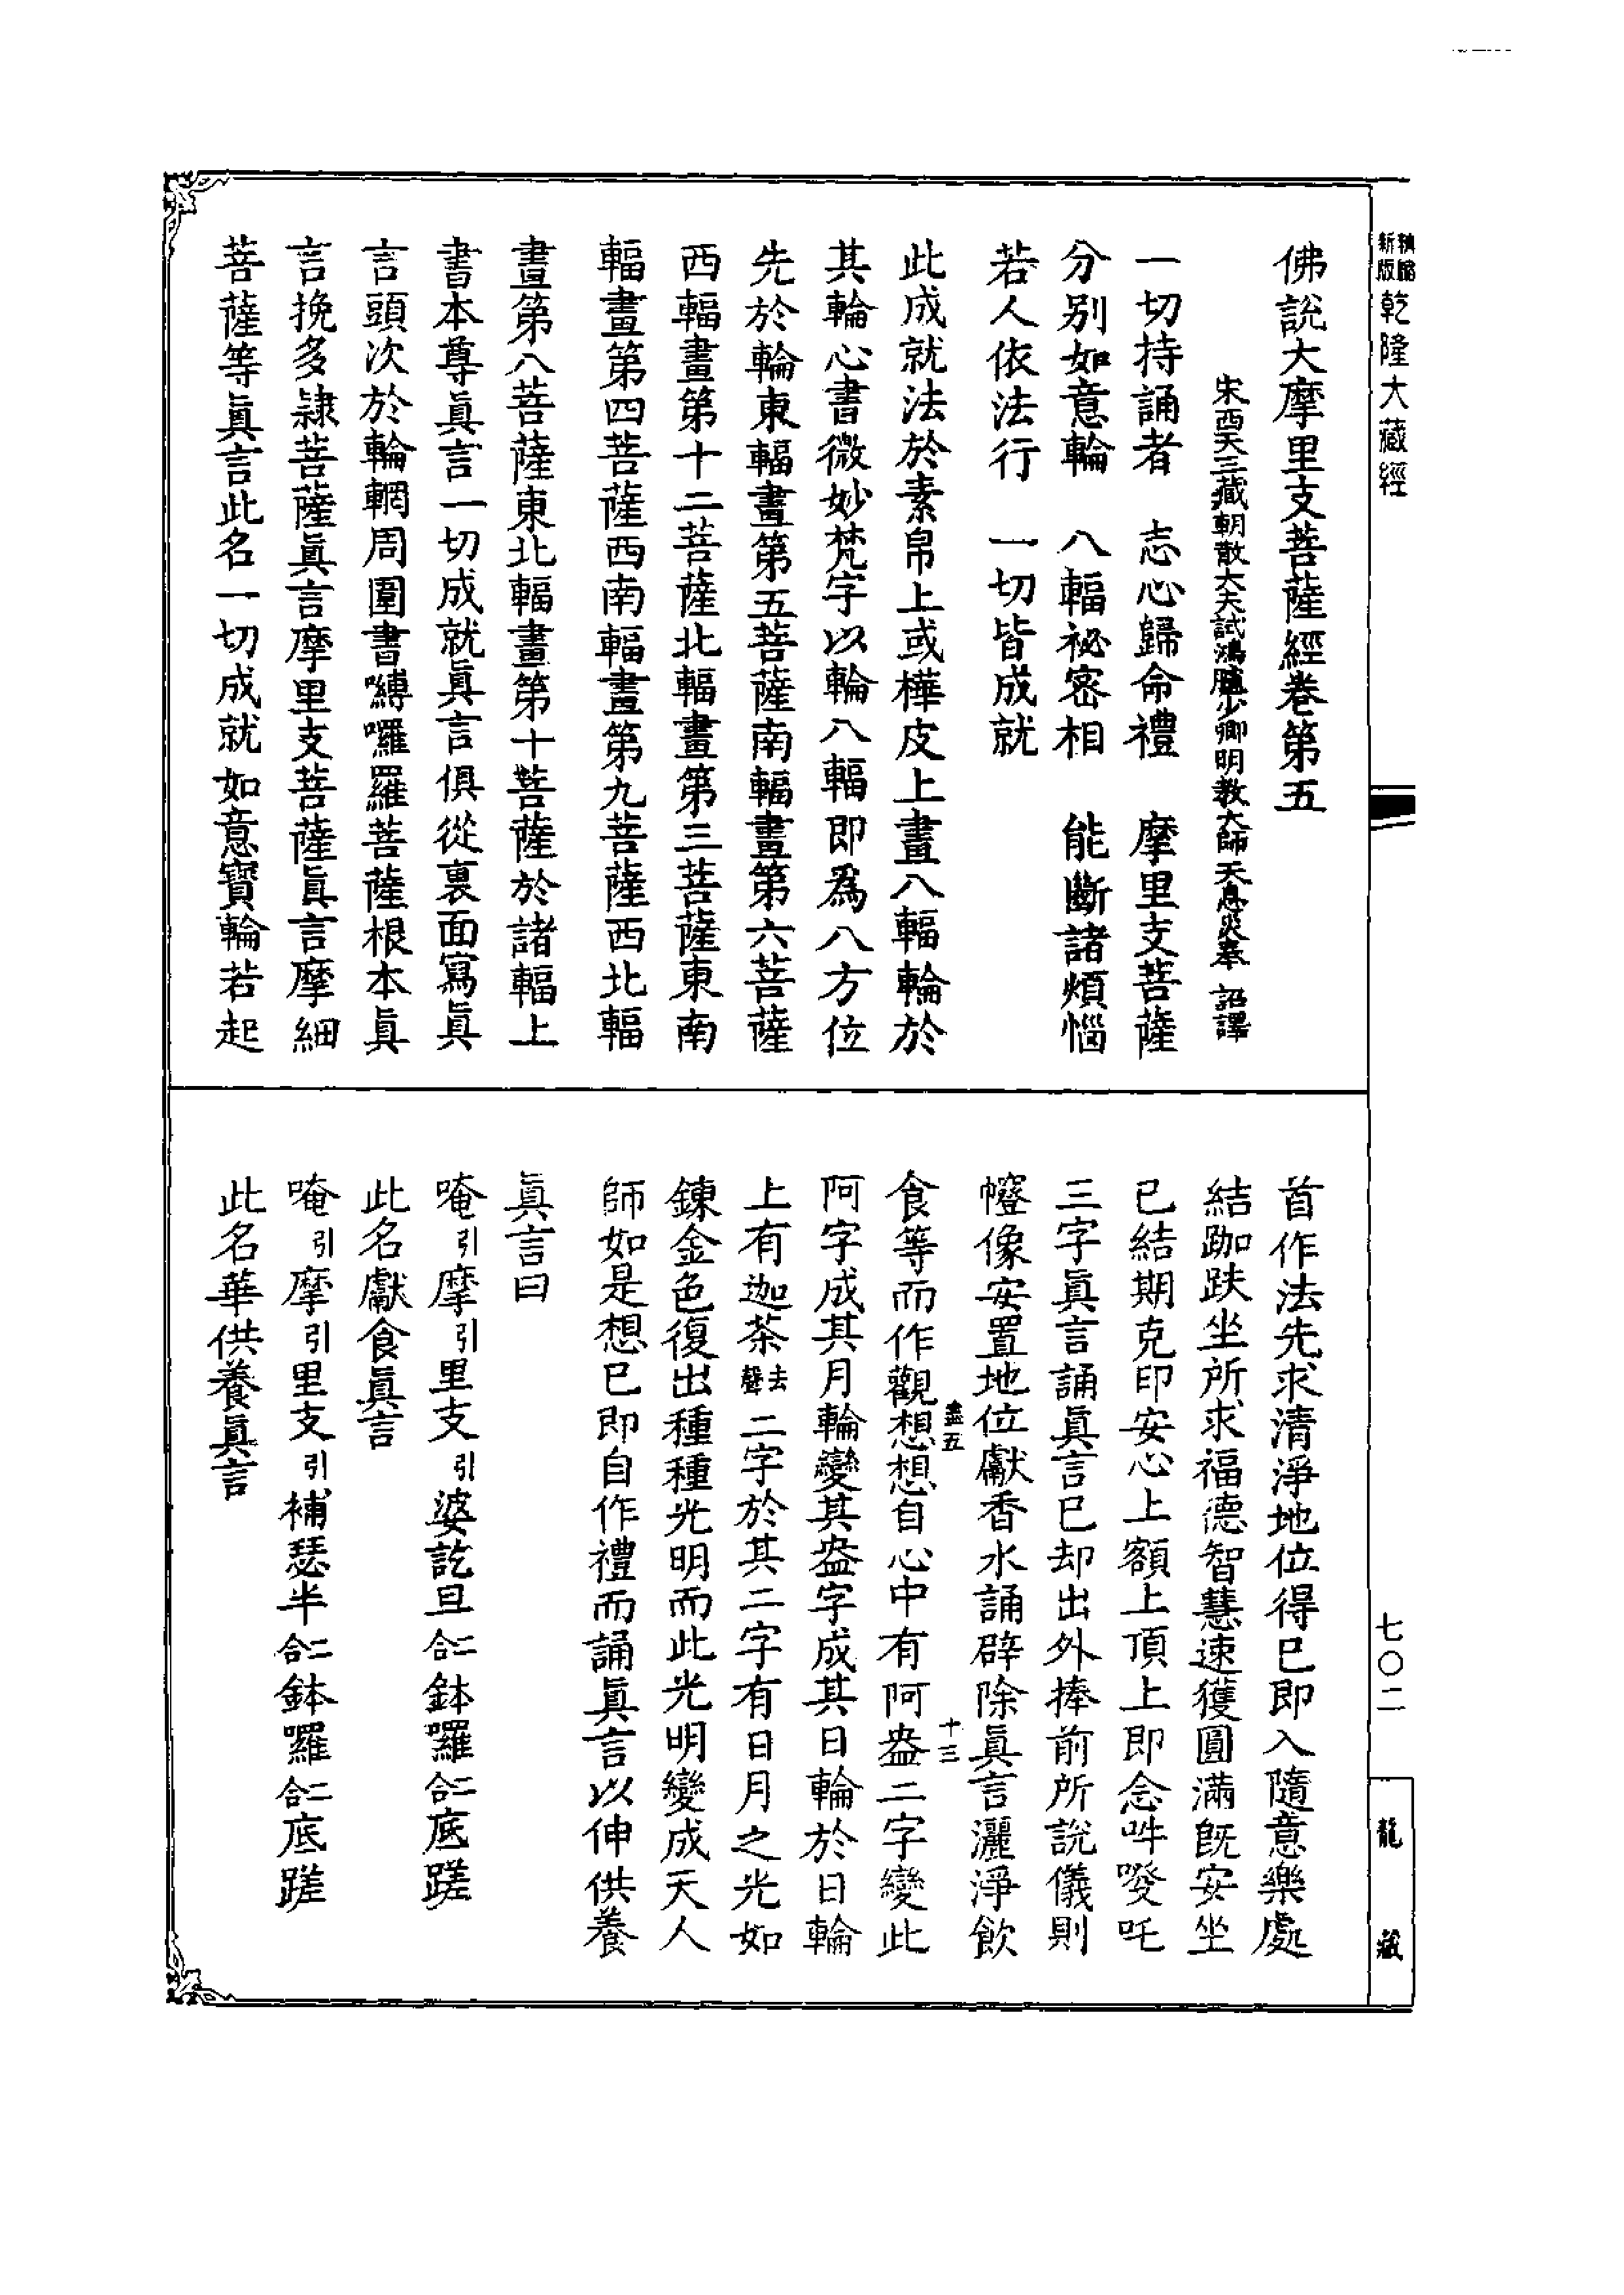 新版縮乾隆大藏經
佛說大摩里支菩薩經卷第五
宋西天三藏朝散大夫試鴻臚少卿明教大師天息災奉　詔譯
一切持誦者　志心歸命禮　摩里支菩薩
分別如意輪　八輻祕密相　能斷諸煩惱
若人依法行　一切皆成就
此成就法於素帛上或樺皮上畫八輻輪於
其輪心書微妙梵字以輪八輻即為八方位
先於輪東輻畫第五菩薩南輻畫第六菩薩
西輻畫第十二菩薩北輻畫第三菩薩東南
輻畫第四菩薩西南輻畫第九菩薩西北輻
畫第八菩薩東北輻畫第十菩薩於諸輻上
書本尊眞言一切成就眞言俱從裏面寫眞
言頭次於輪輞周圍書嚩囉羅菩薩根本眞
言挽多隸菩薩眞言摩里支菩薩眞言摩細
菩薩等眞言此名一切成就如意寶輪若起
首作法先求清淨地位得已即入隨意樂處
結跏趺坐所求福德智慧速獲圓滿旣安坐
已結期克印安心上額上頂上即念吽㗶吒
三字眞言誦眞言已却出外捧前所說儀則
㡧像安置地位獻香水誦辟除眞言灑淨飲
盡五
十三
食等而作觀想想自心中有阿盎二字變此
阿字成其月輪變其盎字成其日輪於日輪
上有迦茶去聲二字於其二字有日月之光如
鍊金色復出種種光明而此光明變成天人
師如是想已即自作禮而誦眞言以伸供養
眞言曰
唵引摩引里支引婆訖旦二合鉢囉二合底蹉
此名獻食眞言
唵引摩引里支引補瑟半二合鉢囉二合底蹉
此名華供養眞言
七〇二
龍藏